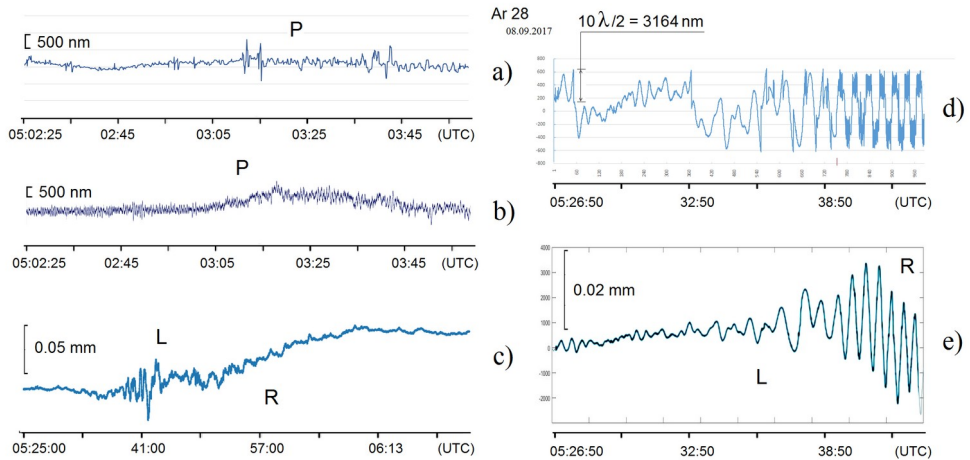 P
500 nm
a)
05:02:25 02:45 03:05 03:25 03:45 (UTC)
P
500 nm
b)
05:02:25 02:45 03:05 03:25 03:45 (UTC)
L
0.05 mm
c)
R
05:25:00 41:00 57:00 06:13 (UTC)
Ar 28
08.09.2017
10 λ/2 = 3164 nm
800
600
400
200
0
-200
-400
-600
-800
d)
05:26:50 32:50 38:50 (UTC)
4000
3000
2000
1000
0
-1000
-2000
0.02 mm
R
e)
L
05:26:50 32:50 38:50 (UTC)